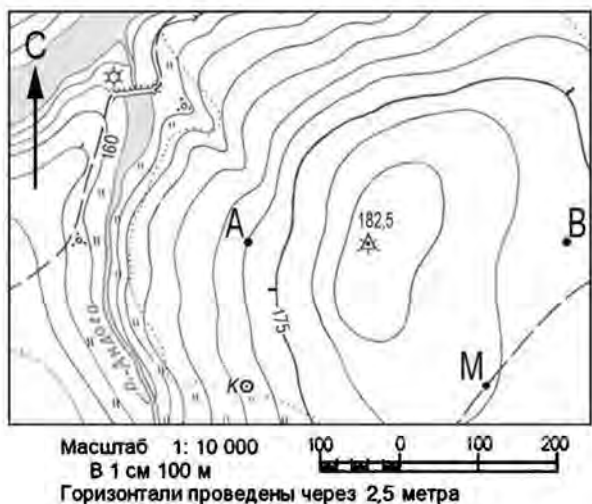 С
160
182,5
А
В
175
р. Андога
М
К
Масштаб 1: 10 000
В 1 см 100 м
100 0 100 200
Горизонтали проведены через 2,5 метра